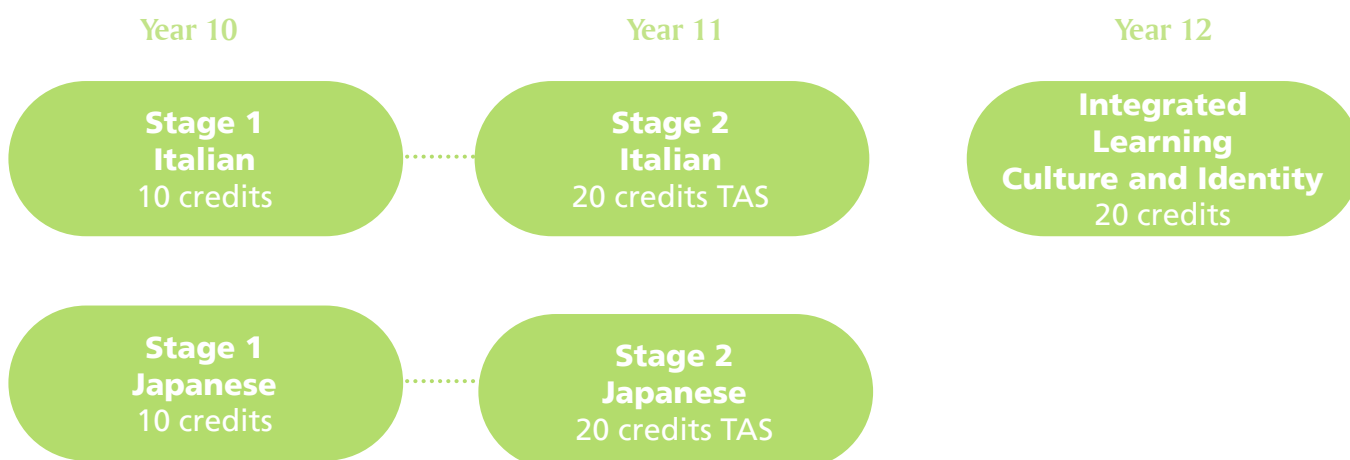 Year 10
Year 11
Year 12
Stage 1
Italian
10 credits
Stage 2
Italian
20 credits TAS
Integrated
Learning
Culture and Identity
20 credits
Stage 1
Japanese
10 credits
Stage 2
Japanese
20 credits TAS